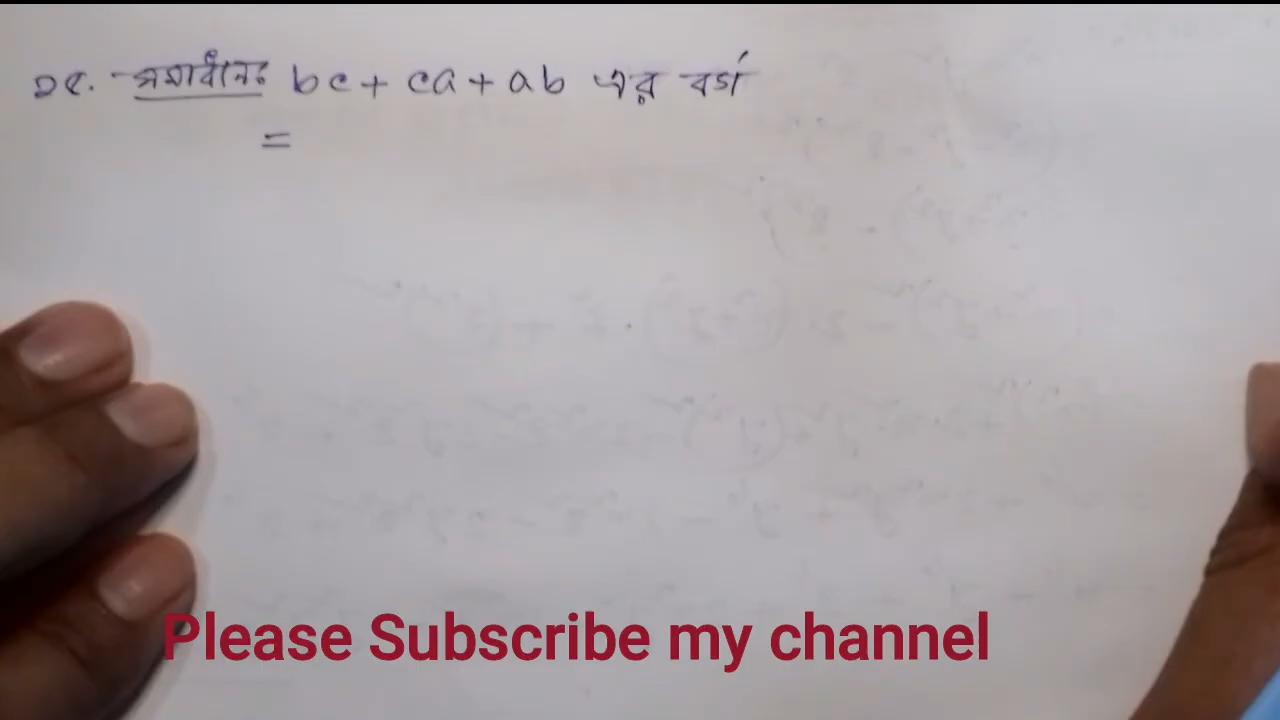 ১৫. সমাধানঃ bc + ca + ab এর বর্গ
=
Please Subscribe my channel